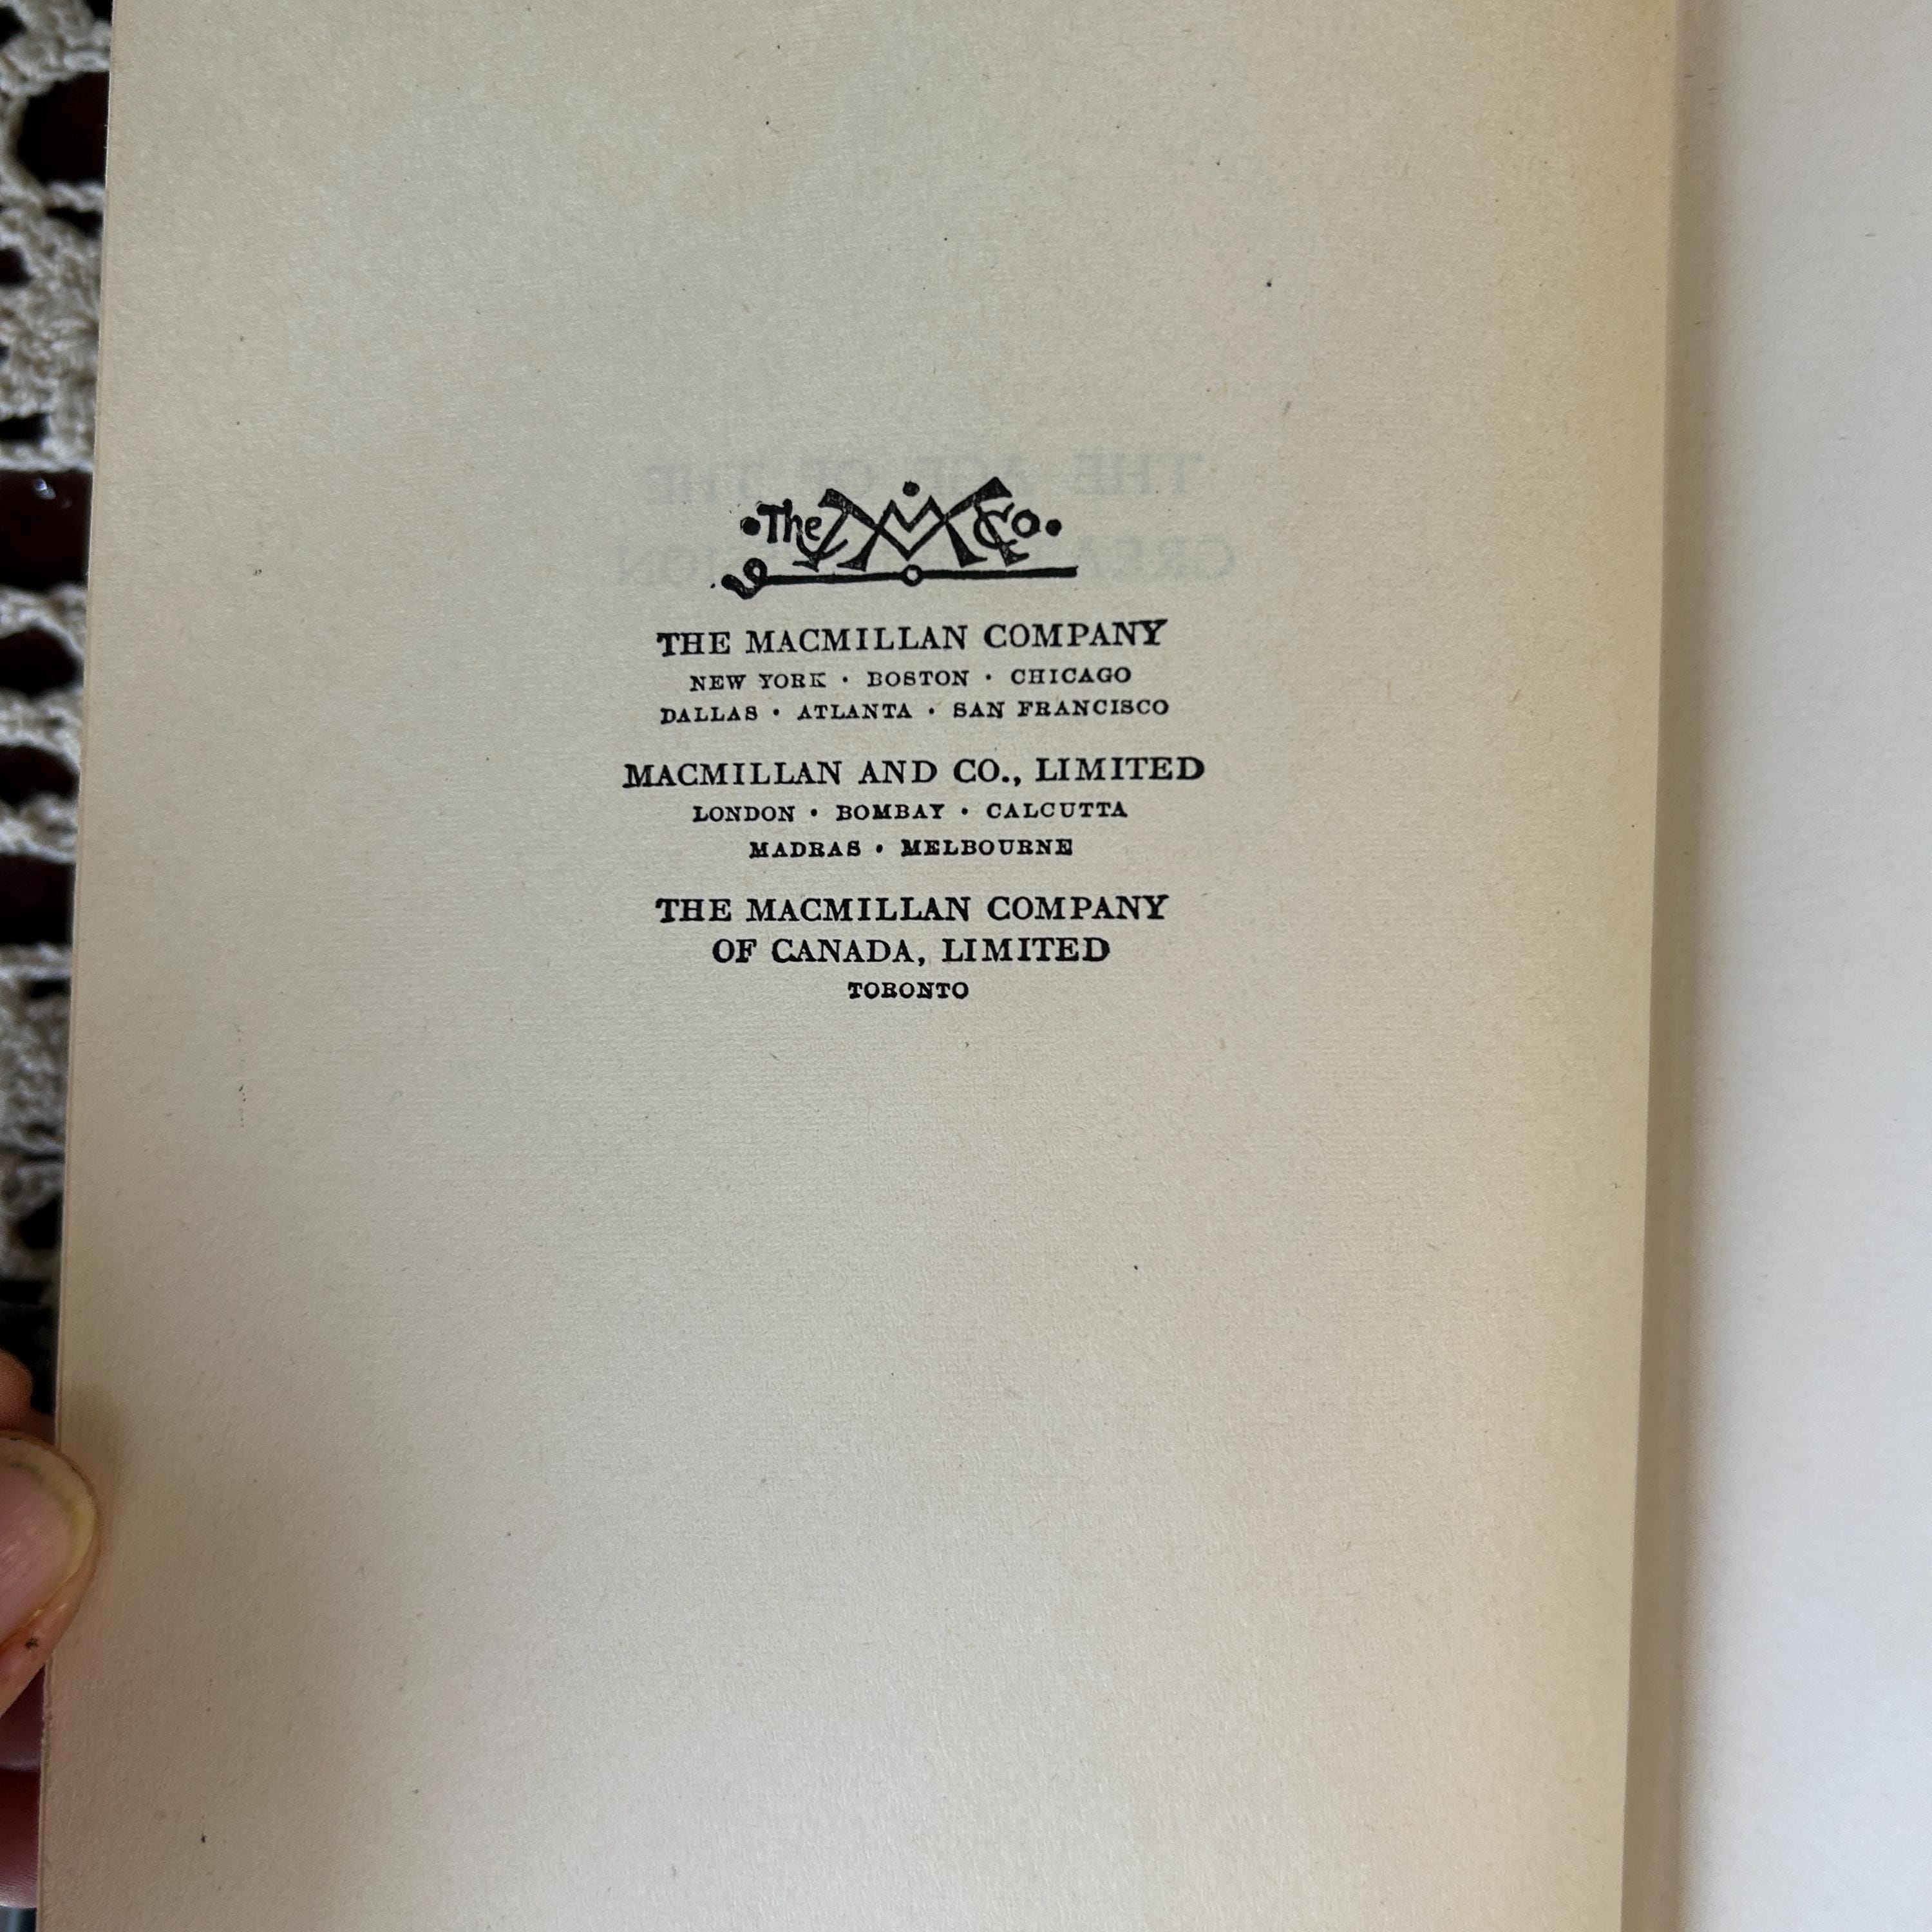 ·The M Co.
THE MACMILLAN COMPANY
NEW YORK · BOSTON · CHICAGO
DALLAS · ATLANTA · SAN FRANCISCO
MACMILLAN AND CO., LIMITED
LONDON · BOMBAY · CALCUTTA
MADRAS · MELBOURNE
THE MACMILLAN COMPANY
OF CANADA, LIMITED
TORONTO